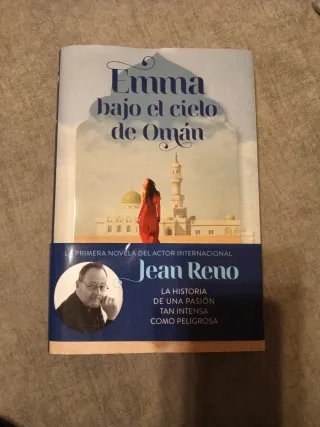 Emma
bajo el cielo
de Omán
LA PRIMERA NOVELA DEL ACTOR INTERNACIONAL
Jean Reno
LA HISTORIA
DE UNA PASIÓN
TAN INTENSA
COMO PELIGROSA